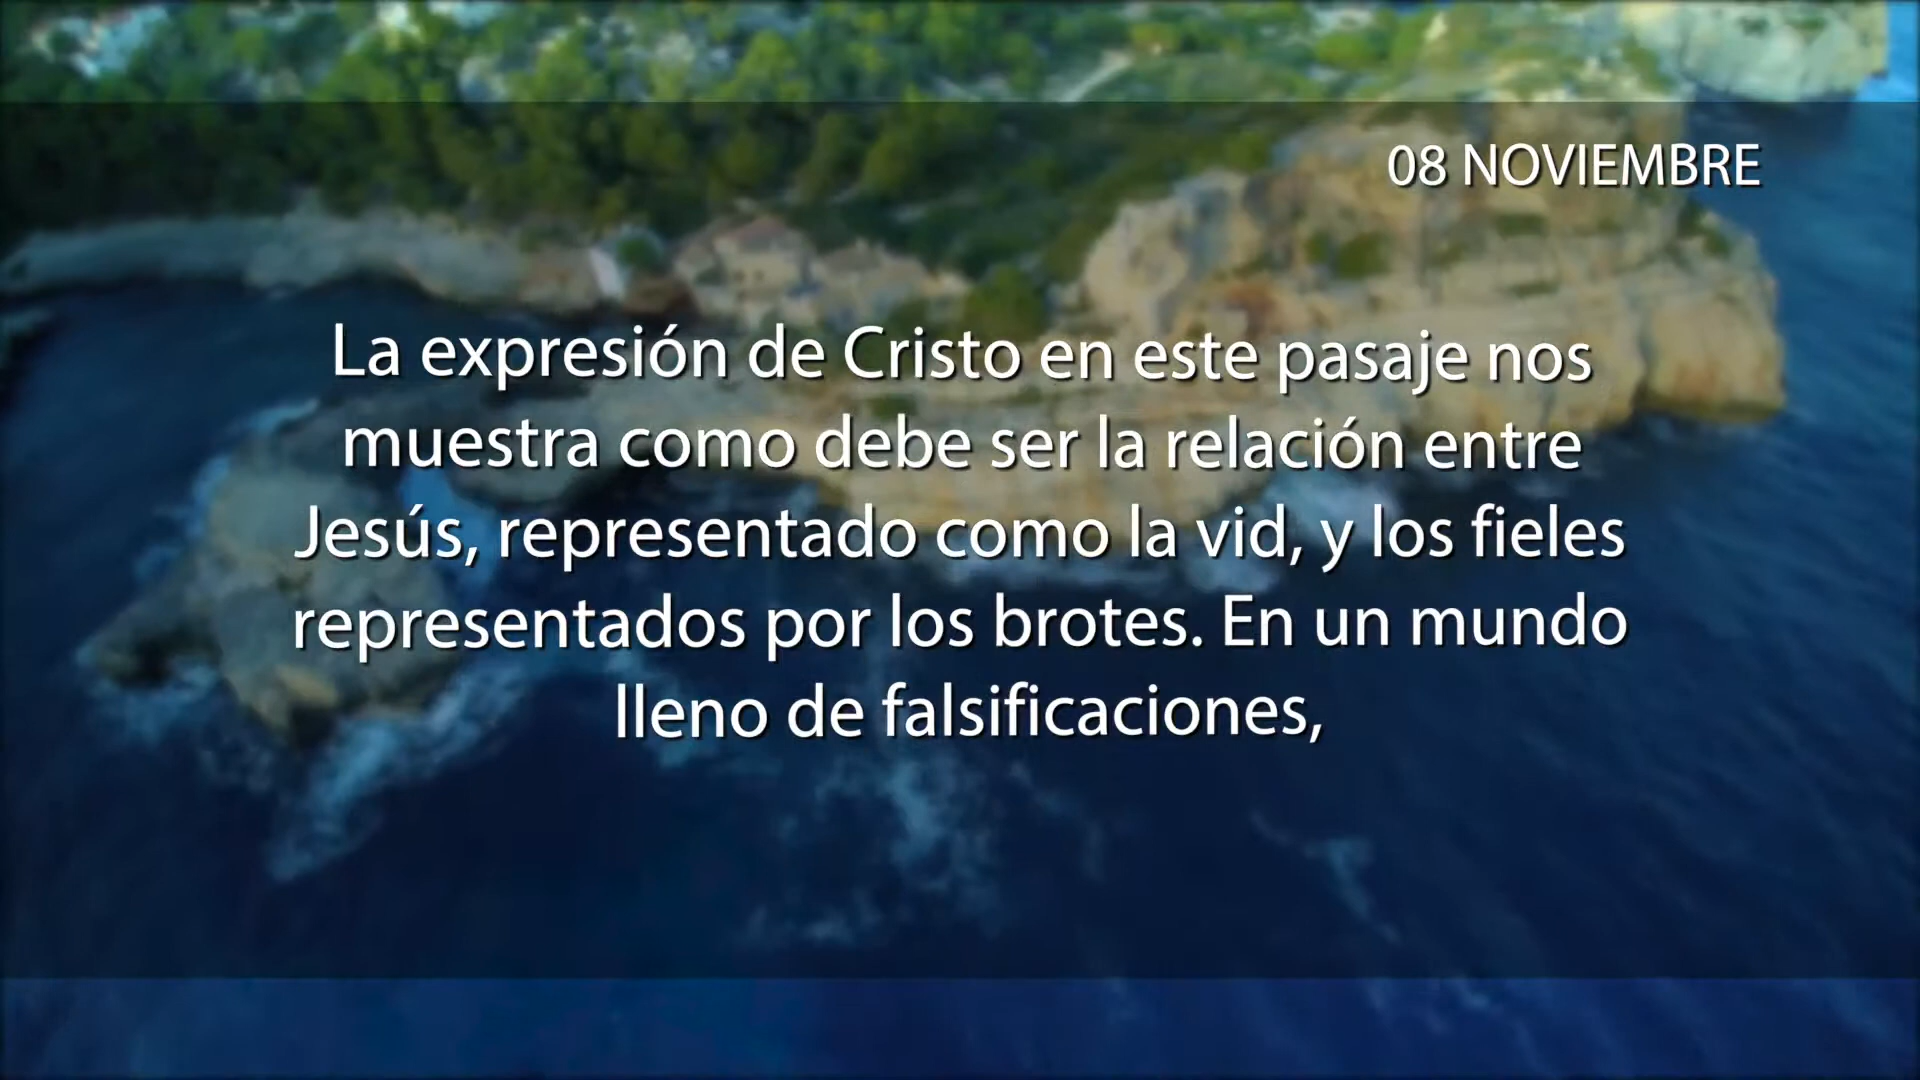 08 NOVIEMBRE
La expresión de Cristo en este pasaje nos
muestra como debe ser la relación entre
Jesús, representado como la vid, y los fieles
representados por los brotes. En un mundo
lleno de falsificaciones,